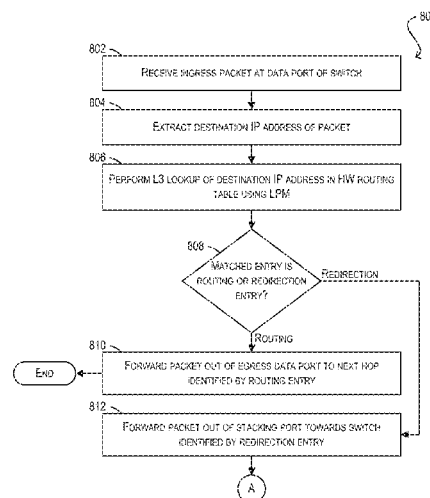 80
802
RECEIVE INGRESS PACKET AT DATA PORT OF SWITCH
804
EXTRACT DESTINATION IP ADDRESS OF PACKET
806
PERFORM L3 LOOKUP OF DESTINATION IP ADDRESS IN HW ROUTING
TABLE USING LPM
808
MATCHED ENTRY IS
ROUTING OR REDIRECTION
ENTRY?
REDIRECTION
ROUTING
810
FORWARD PACKET OUT OF EGRESS DATA PORT TO NEXT HOP
IDENTIFIED BY ROUTING ENTRY
END
812
FORWARD PACKET OUT OF STACKING PORT TOWARDS SWITCH
IDENTIFIED BY REDIRECTION ENTRY
A